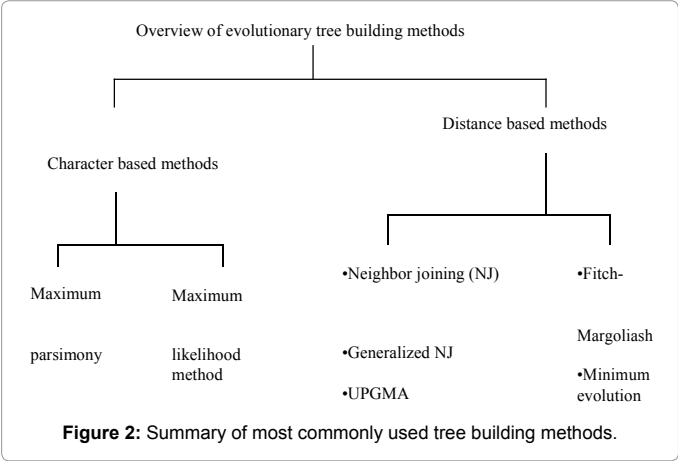 Overview of evolutionary tree building methods
Distance based methods
Character based methods
Maximum
parsimony
Maximum
likelihood
method
•Neighbor joining (NJ)
•Generalized NJ
•UPGMA
•Fitch-
Margoliash
•Minimum
evolution
Figure 2: Summary of most commonly used tree building methods.